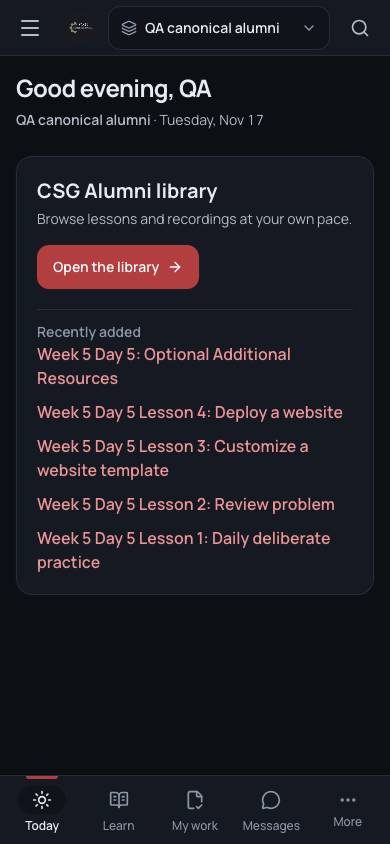 QA canonical alumni
Good evening, QA
QA canonical alumni · Tuesday, Nov 17
CSG Alumni library
Browse lessons and recordings at your own pace.
Open the library
Recently added
Week 5 Day 5: Optional Additional
Resources
Week 5 Day 5 Lesson 4: Deploy a website
Week 5 Day 5 Lesson 3: Customize a
website template
Week 5 Day 5 Lesson 2: Review problem
Week 5 Day 5 Lesson 1: Daily deliberate
practice
Today
Learn
My work
Messages
More